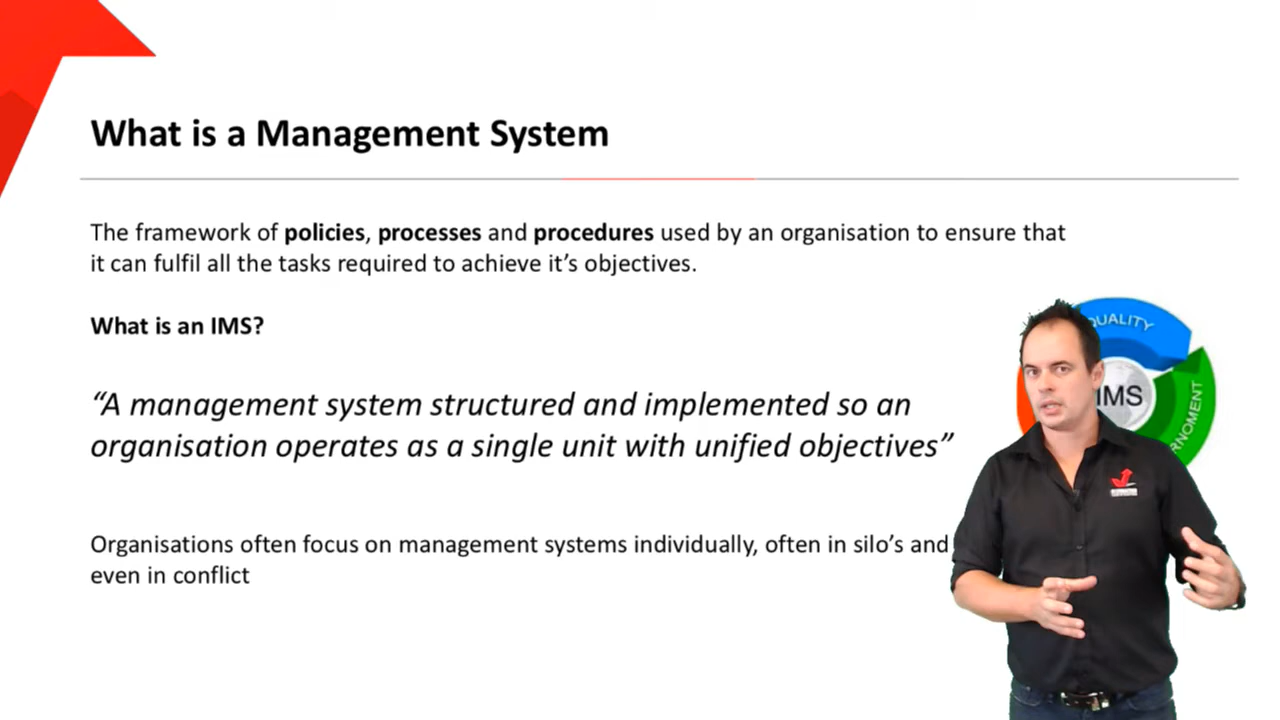 What is a Management System
The framework of policies, processes and procedures used by an organisation to ensure that
it can fulfil all the tasks required to achieve it’s objectives.
What is an IMS?
QUALITY
IMS
“A management system structured and implemented so an
organisation operates as a single unit with unified objectives”
Organisations often focus on management systems individually, often in silo’s and
even in conflict